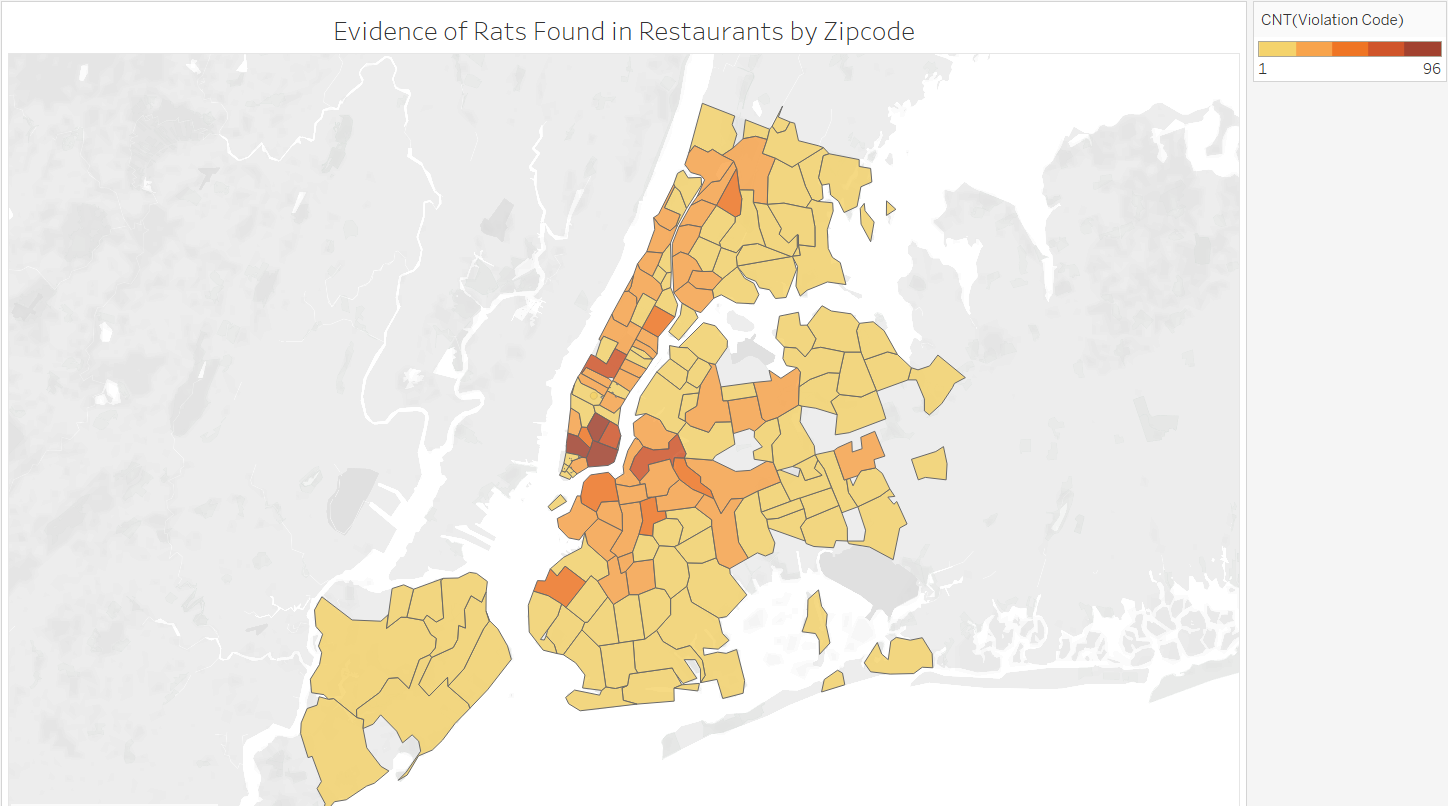 Evidence of Rats Found in Restaurants by Zipcode
CNT(Violation Code)
1 96